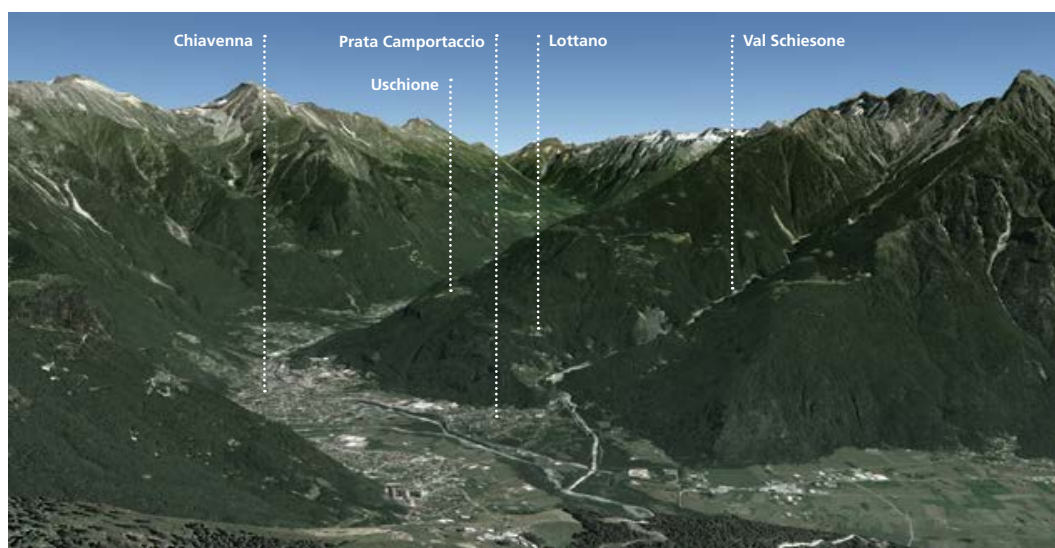 Chiavenna
Prata Camportaccio
Lottano
Val Schiesone
Uschione